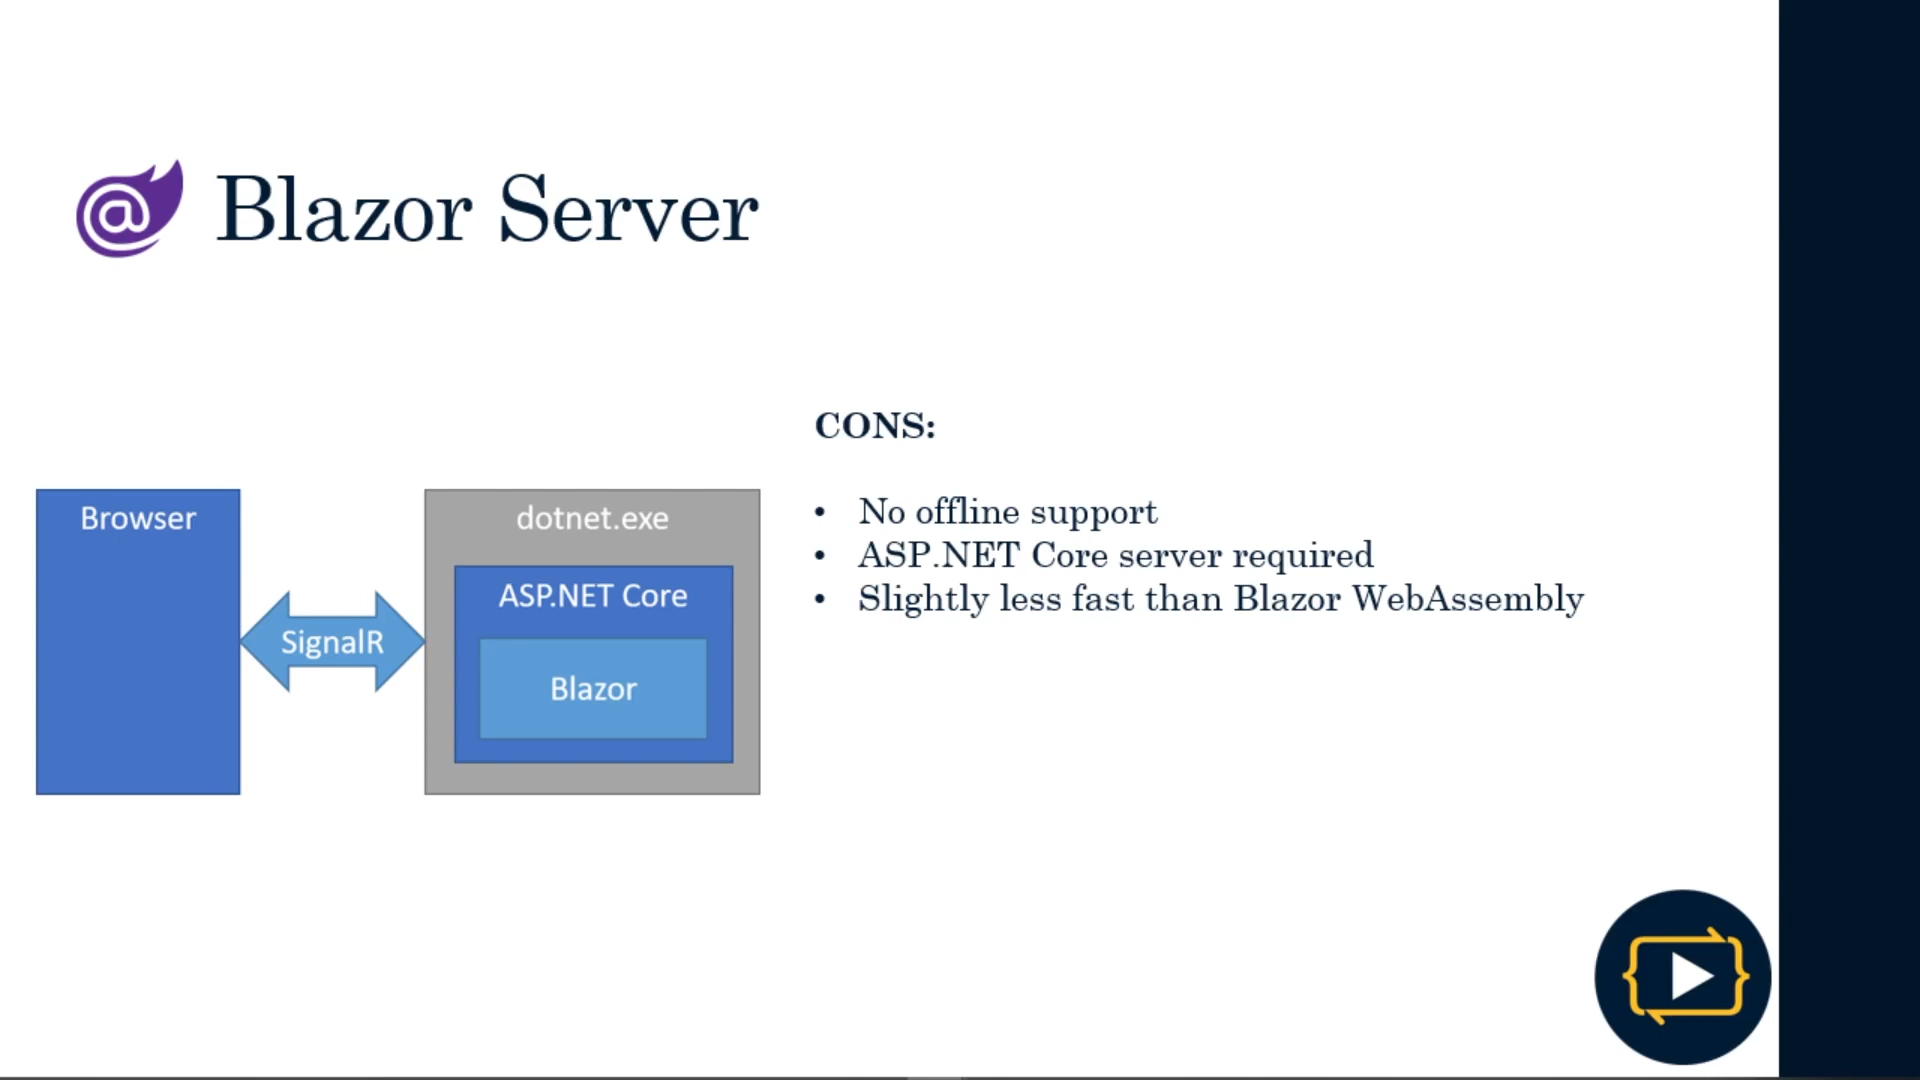 @ Blazor Server
CONS:
• No offline support
• ASP.NET Core server required
• Slightly less fast than Blazor WebAssembly
Browser
SignalR
dotnet.exe
ASP.NET Core
Blazor